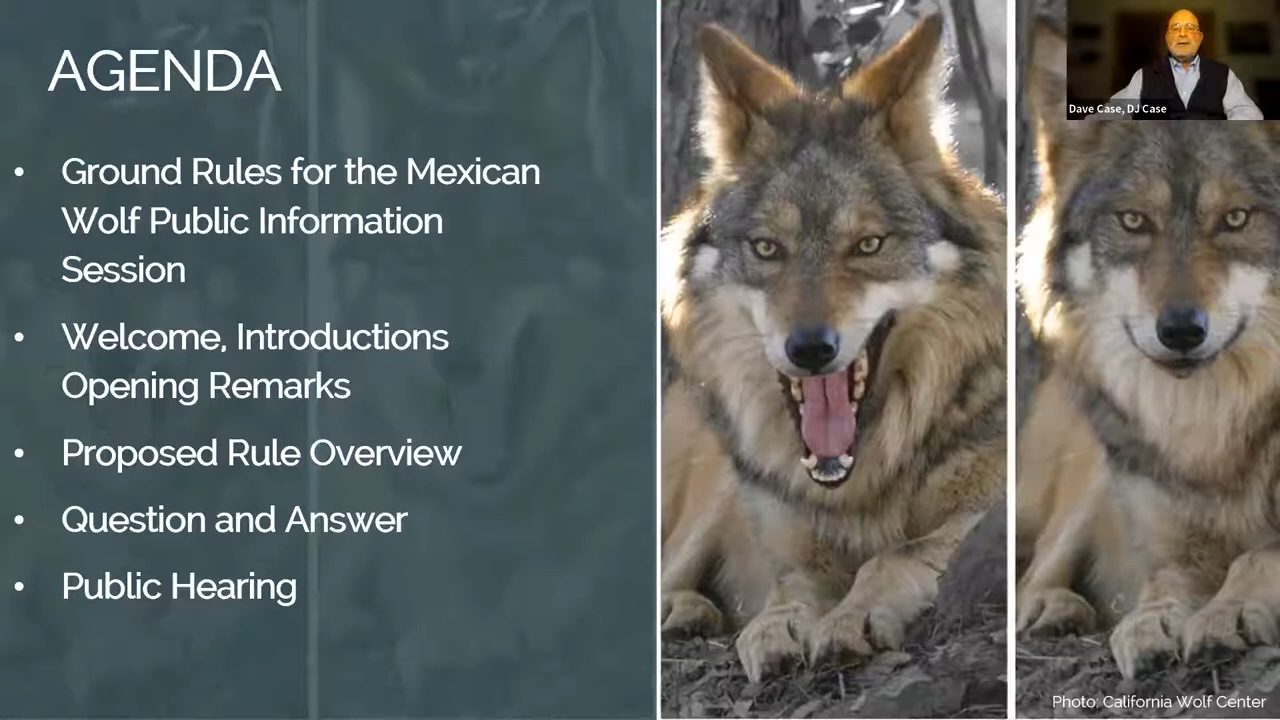 AGENDA
Dave Case, DJ Case
• Ground Rules for the Mexican
Wolf Public Information
Session
• Welcome, Introductions
Opening Remarks
• Proposed Rule Overview
• Question and Answer
• Public Hearing
Photo: California Wolf Center